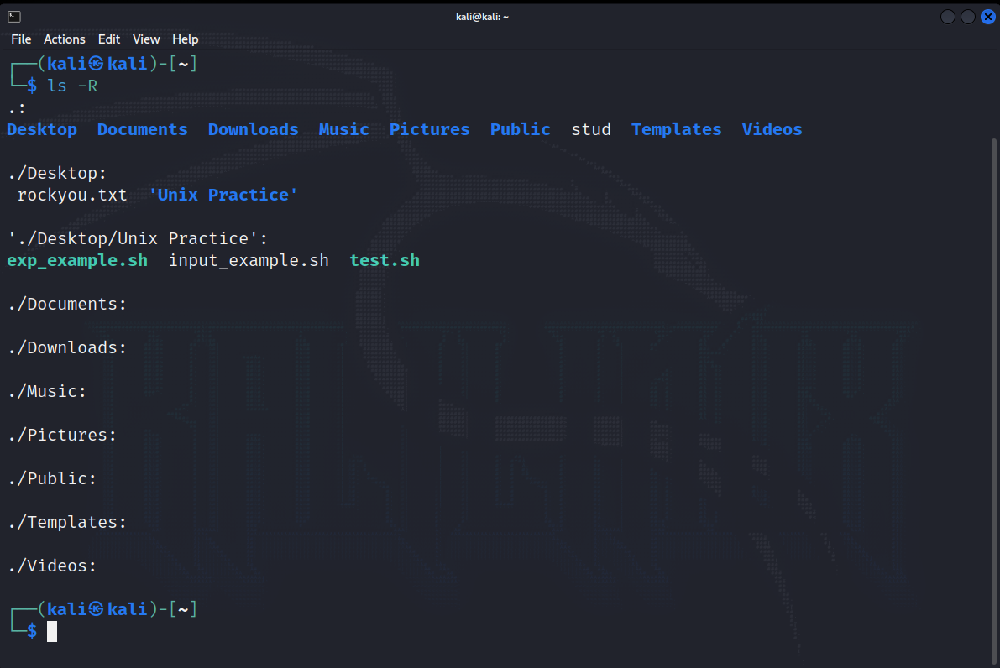 kali@kali: ~
File Actions Edit View Help
┌──(kali㉿kali)-[~]
└─$ ls -R
.:
Desktop  Documents  Downloads  Music  Pictures  Public  stud  Templates  Videos
./Desktop:
 rockyou.txt  'Unix Practice'
'./Desktop/Unix Practice':
exp_example.sh  input_example.sh  test.sh
./Documents:
./Downloads:
./Music:
./Pictures:
./Public:
./Templates:
./Videos:
┌──(kali㉿kali)-[~]
└─$